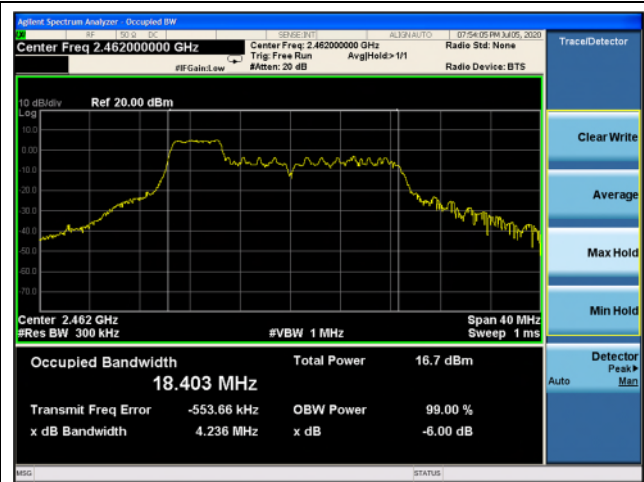 Agilent Spectrum Analyzer - Occupied BW
RF 50 Ω DC SENSE:INT ALIGN AUTO 07:54:05 PM Jul 05, 2020
Center Freq 2.462000000 GHz
Center Freq: 2.462000000 GHz
Radio Std: None
Trig: Free Run Avg|Hold:>1/1
#IFGain:Low #Atten: 20 dB Radio Device: BTS
Trace/Detector
10 dB/div Ref 20.00 dBm
Log
10.0
0.00
-10.0
-20.0
-30.0
-40.0
-50.0
-60.0
-70.0
Center 2.462 GHz Span 40 MHz
#Res BW 300 kHz #VBW 1 MHz Sweep 1 ms
Occupied Bandwidth Total Power 16.7 dBm
18.403 MHz
Transmit Freq Error -553.66 kHz OBW Power 99.00 %
x dB Bandwidth 4.236 MHz x dB -6.00 dB
Clear Write
Average
Max Hold
Min Hold
Detector
Peak▶
Auto Man
MSG STATUS